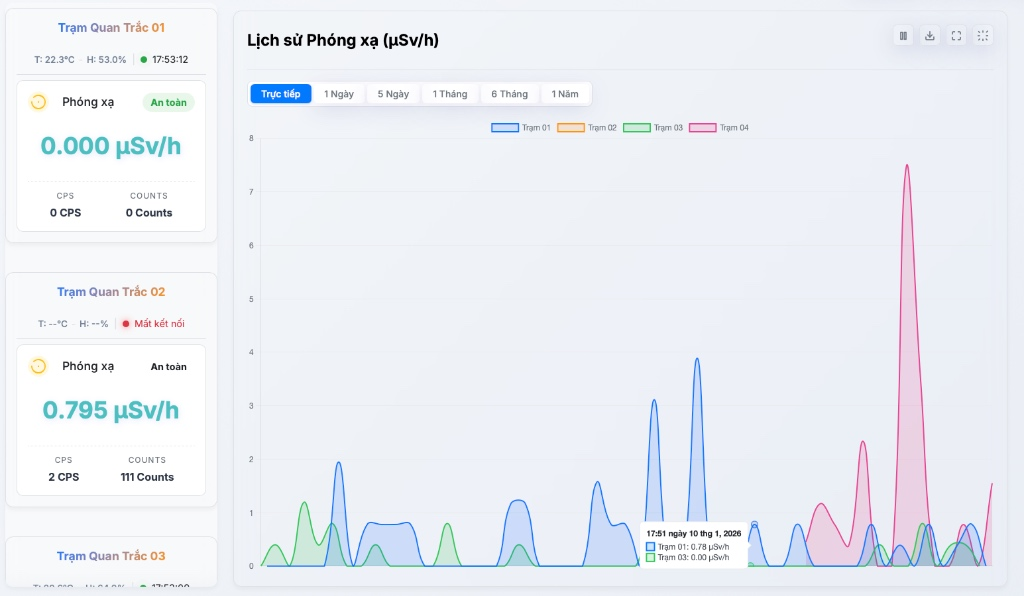 Trạm Quan Trắc 01
T: 22.3°C · H: 53.0% 17:53:12
Phóng xạ An toàn
0.000 µSv/h
CPS COUNTS
0 CPS 0 Counts
Trạm Quan Trắc 02
T: --°C · H: --% Mất kết nối
Phóng xạ An toàn
0.795 µSv/h
CPS COUNTS
2 CPS 111 Counts
Trạm Quan Trắc 03
Lịch sử Phóng xạ (µSv/h)
Trực tiếp 1 Ngày 5 Ngày 1 Tháng 6 Tháng 1 Năm
Trạm 01 Trạm 02 Trạm 03 Trạm 04
8
7
6
5
4
3
2
1
0
17:51 ngày 10 thg 1, 2026
Trạm 01: 0.78 µSv/h
Trạm 03: 0.00 µSv/h